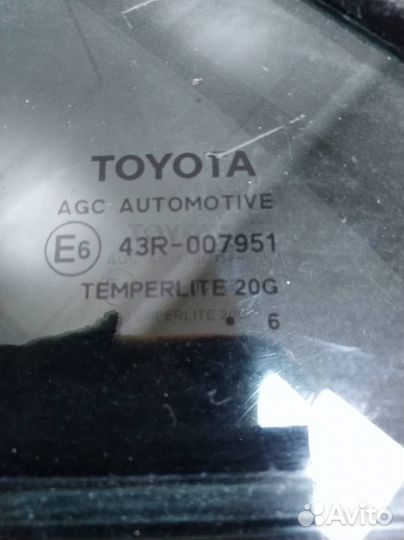 TOYOTA
AGC AUTOMOTIVE
E6 43R-007951
TEMPERLITE 20G
6
Avito